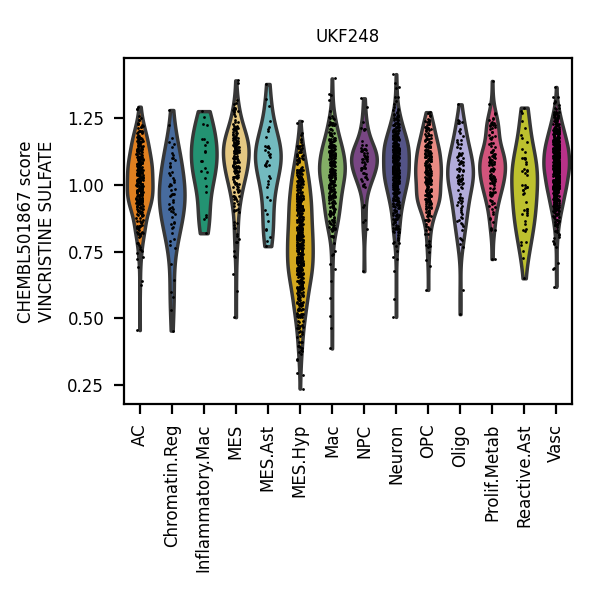 UKF248
CHEMBL501867 score
VINCRISTINE SULFATE
1.25
1.00
0.75
0.50
0.25
AC
Chromatin.Reg
Inflammatory.Mac
MES
MES.Ast
MES.Hyp
Mac
NPC
Neuron
OPC
Oligo
Prolif.Metab
Reactive.Ast
Vasc